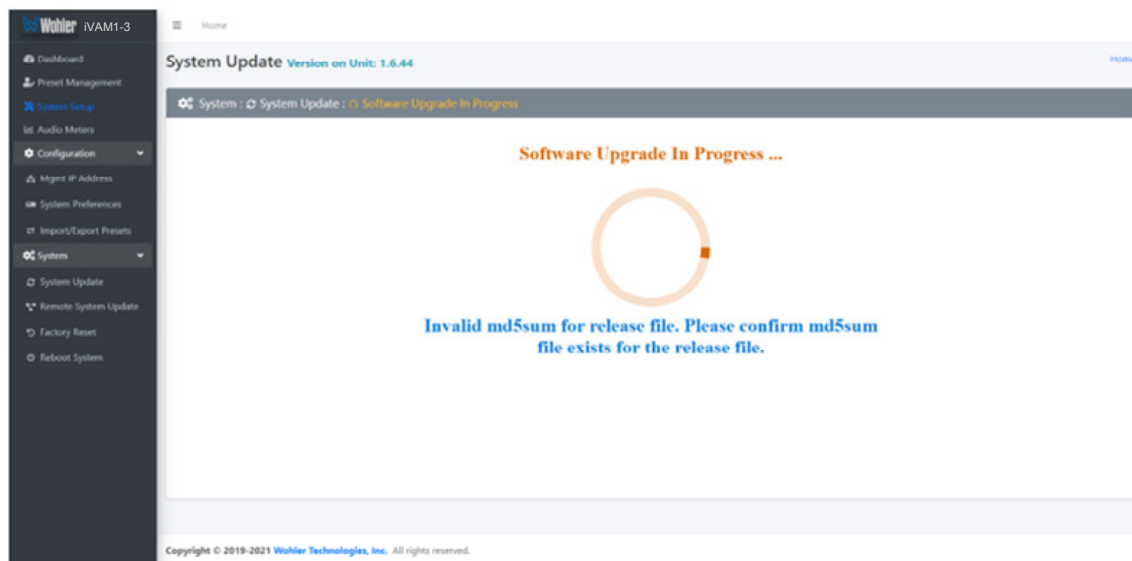 Wohler iVAM1-3
Home
Dashboard
Preset Management
System Setup
Audio Meters
Configuration
Mgmt IP Address
System Preferences
Import/Export Presets
System
System Update
Remote System Update
Factory Reset
Reboot System
System Update Version on Unit: 1.6.44
Home
System : System Update : Software Upgrade In Progress
Software Upgrade In Progress ...
Invalid md5sum for release file. Please confirm md5sum
file exists for the release file.
Copyright © 2019-2021 Wohler Technologies, Inc. All rights reserved.